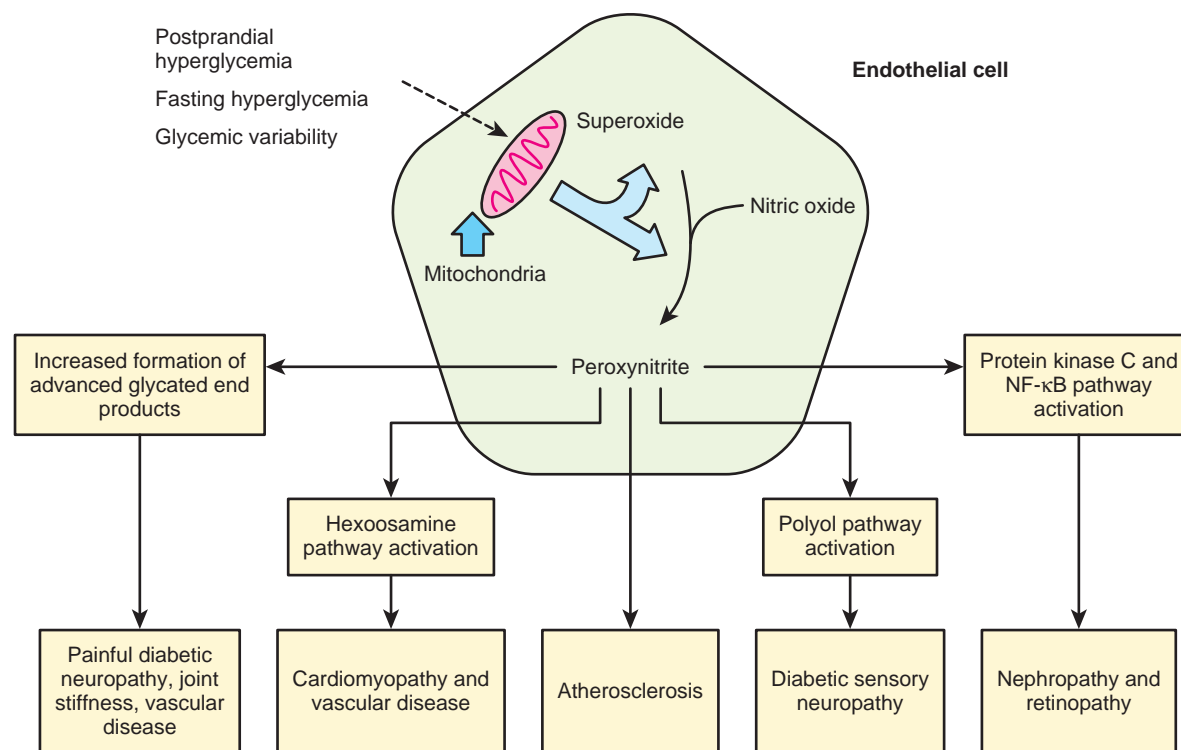 Postprandial
hyperglycemia
Fasting hyperglycemia
Glycemic variability
Endothelial cell
Superoxide
Nitric oxide
Mitochondria
Peroxynitrite
Increased formation of
advanced glycated end
products
Protein kinase C and
NF-κB pathway
activation
Hexoosamine
pathway activation
Polyol pathway
activation
Painful diabetic
neuropathy, joint
stiffness, vascular
disease
Cardiomyopathy and
vascular disease
Atherosclerosis
Diabetic sensory
neuropathy
Nephropathy and
retinopathy